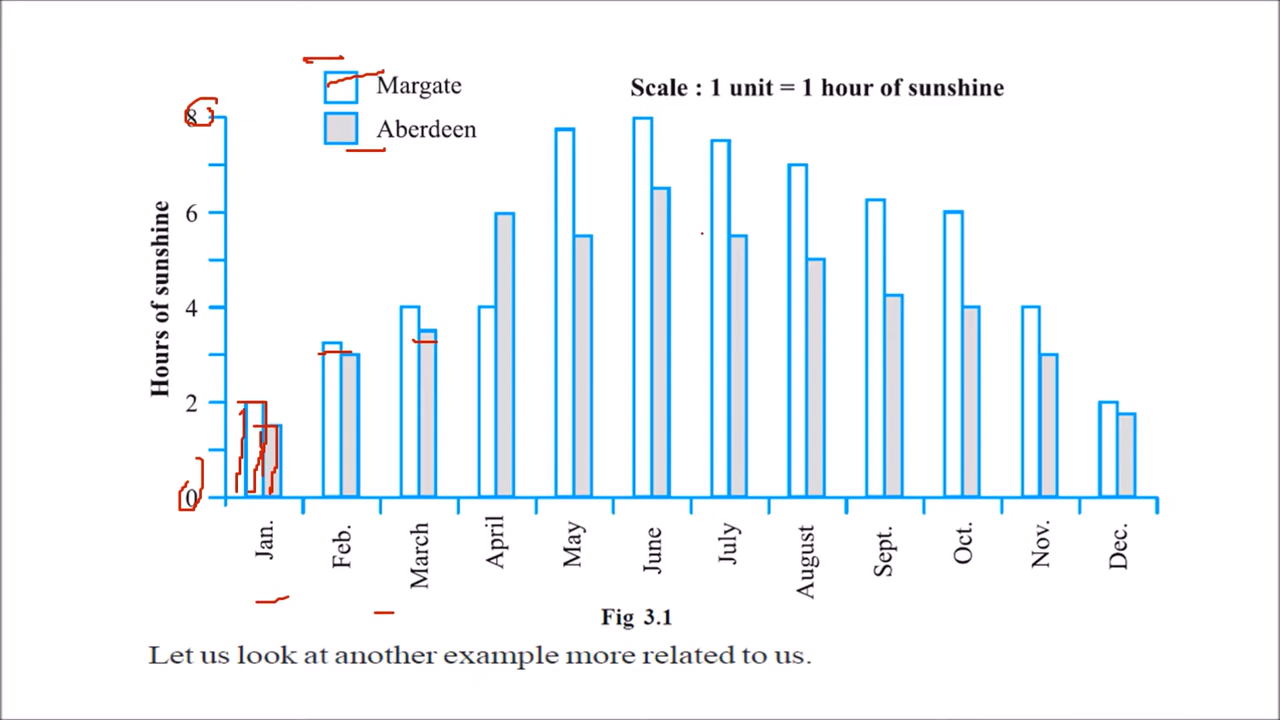 Margate
Scale : 1 unit = 1 hour of sunshine
Aberdeen
8
6
4
2
0
Hours of sunshine
Jan.
Feb.
March
April
May
June
July
August
Sept.
Oct.
Nov.
Dec.
Fig 3.1
Let us look at another example more related to us.